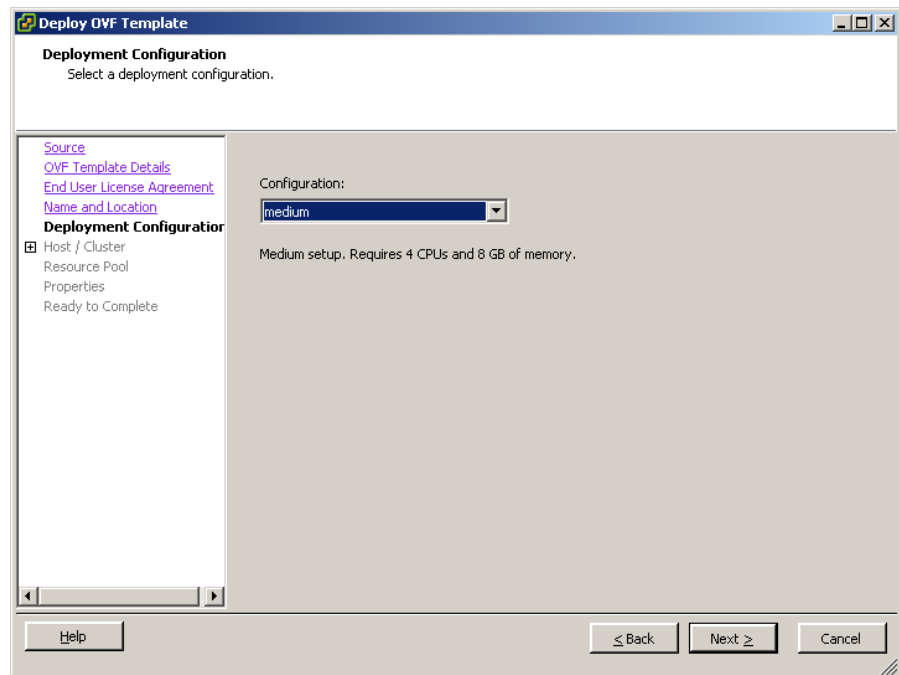 Deploy OVF Template
Deployment Configuration
Select a deployment configuration.
Source
OVF Template Details
End User License Agreement
Name and Location
Deployment Configuration
Host / Cluster
Resource Pool
Properties
Ready to Complete
Configuration:
medium
Medium setup. Requires 4 CPUs and 8 GB of memory.
Help
≤ Back
Next ≥
Cancel